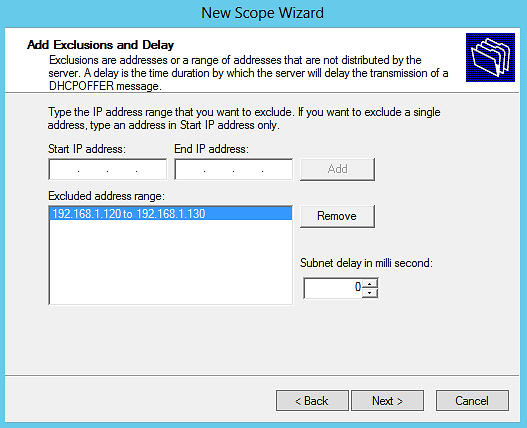 New Scope Wizard
Add Exclusions and Delay
Exclusions are addresses or a range of addresses that are not distributed by the
server. A delay is the time duration by which the server will delay the transmission of a
DHCPOFFER message.
Type the IP address range that you want to exclude. If you want to exclude a single
address, type an address in Start IP address only.
Start IP address: End IP address:
. . . . . . Add
Excluded address range:
192.168.1.120 to 192.168.1.130 Remove
Subnet delay in milli second:
0
< Back Next > Cancel